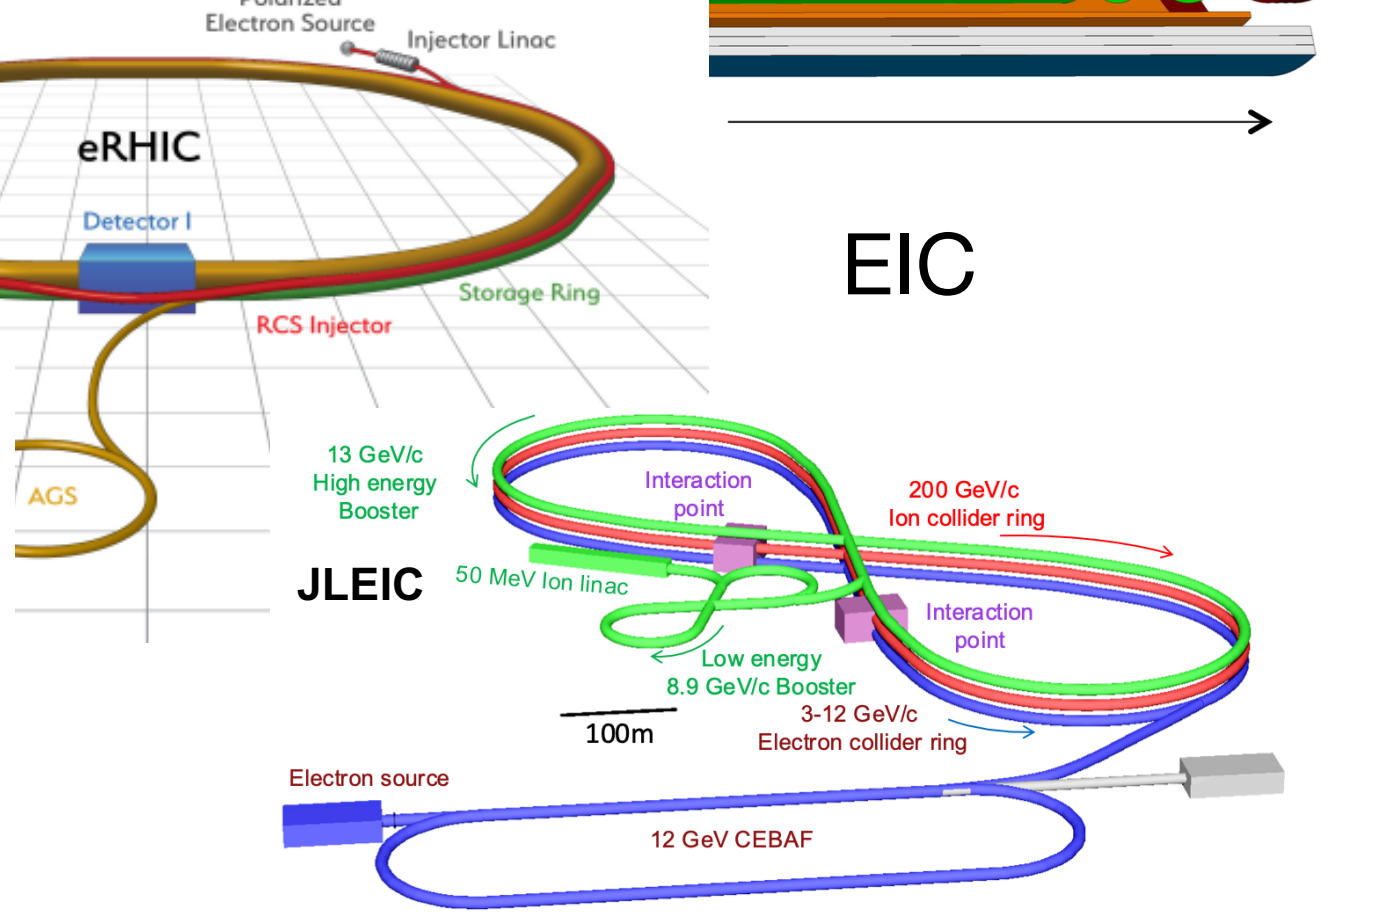 Polarized
Electron Source
Injector Linac
eRHIC
Detector I
Storage Ring
RCS Injector
AGS
EIC
13 GeV/c
High energy
Booster
Interaction
point
200 GeV/c
Ion collider ring
JLEIC
50 MeV Ion linac
Interaction
point
Low energy
8.9 GeV/c Booster
3-12 GeV/c
Electron collider ring
100m
Electron source
12 GeV CEBAF